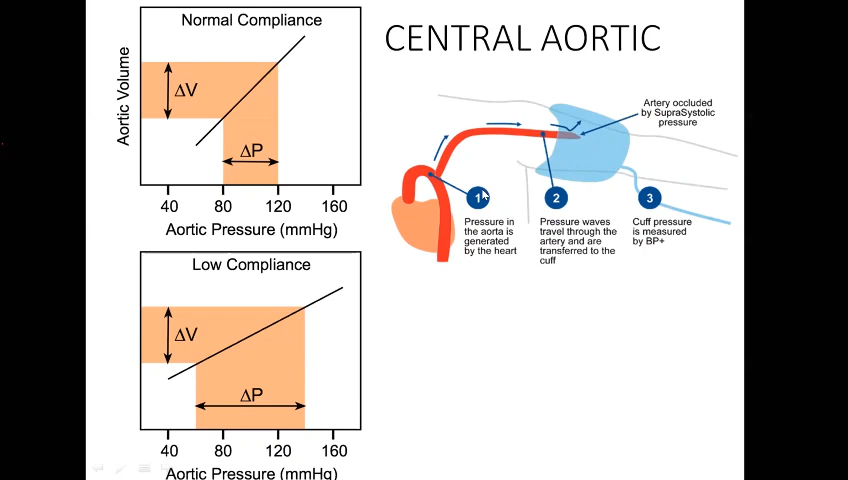 Normal Compliance
Aortic Volume
ΔV
ΔP
40 80 120 160
Aortic Pressure (mmHg)
Low Compliance
ΔV
ΔP
40 80 120 160
Aortic Pressure (mmHg)
CENTRAL AORTIC
Artery occluded
by SupraSystolic
pressure
1
Pressure in
the aorta is
generated
by the heart
2
Pressure waves
travel through the
artery and are
transferred to the
cuff
3
Cuff pressure
is measured
by BP+